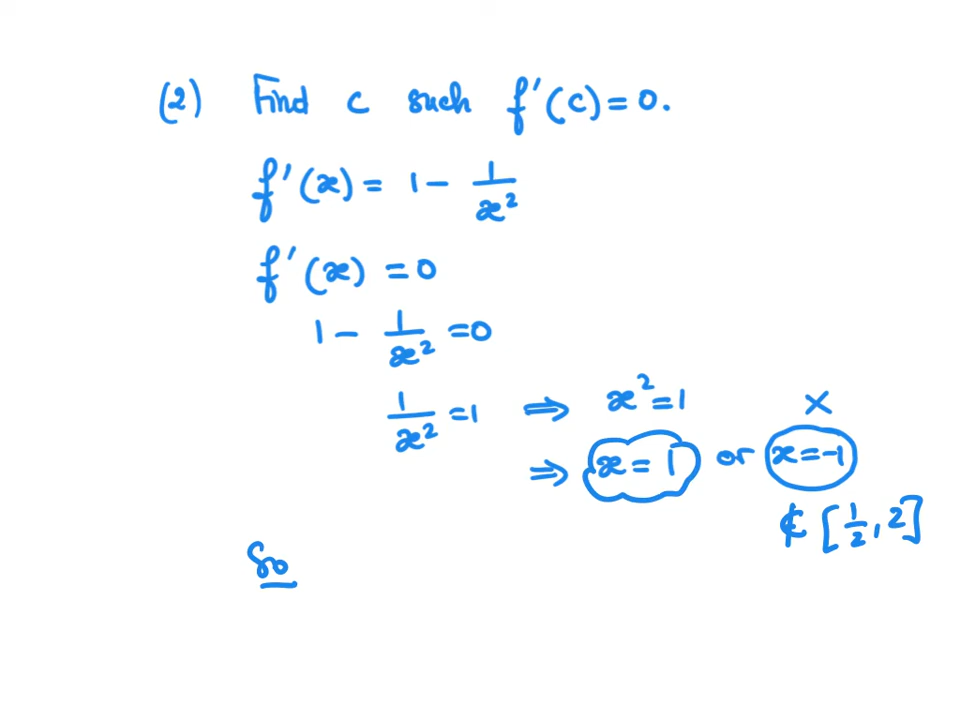 (2) Find c such f'(c) = 0.
f'(x) = 1 - 1/x²
f'(x) = 0
1 - 1/x² = 0
1/x² = 1 ⇒ x² = 1 ×
⇒ x = 1 or x = -1
∉ [1/2, 2]
So